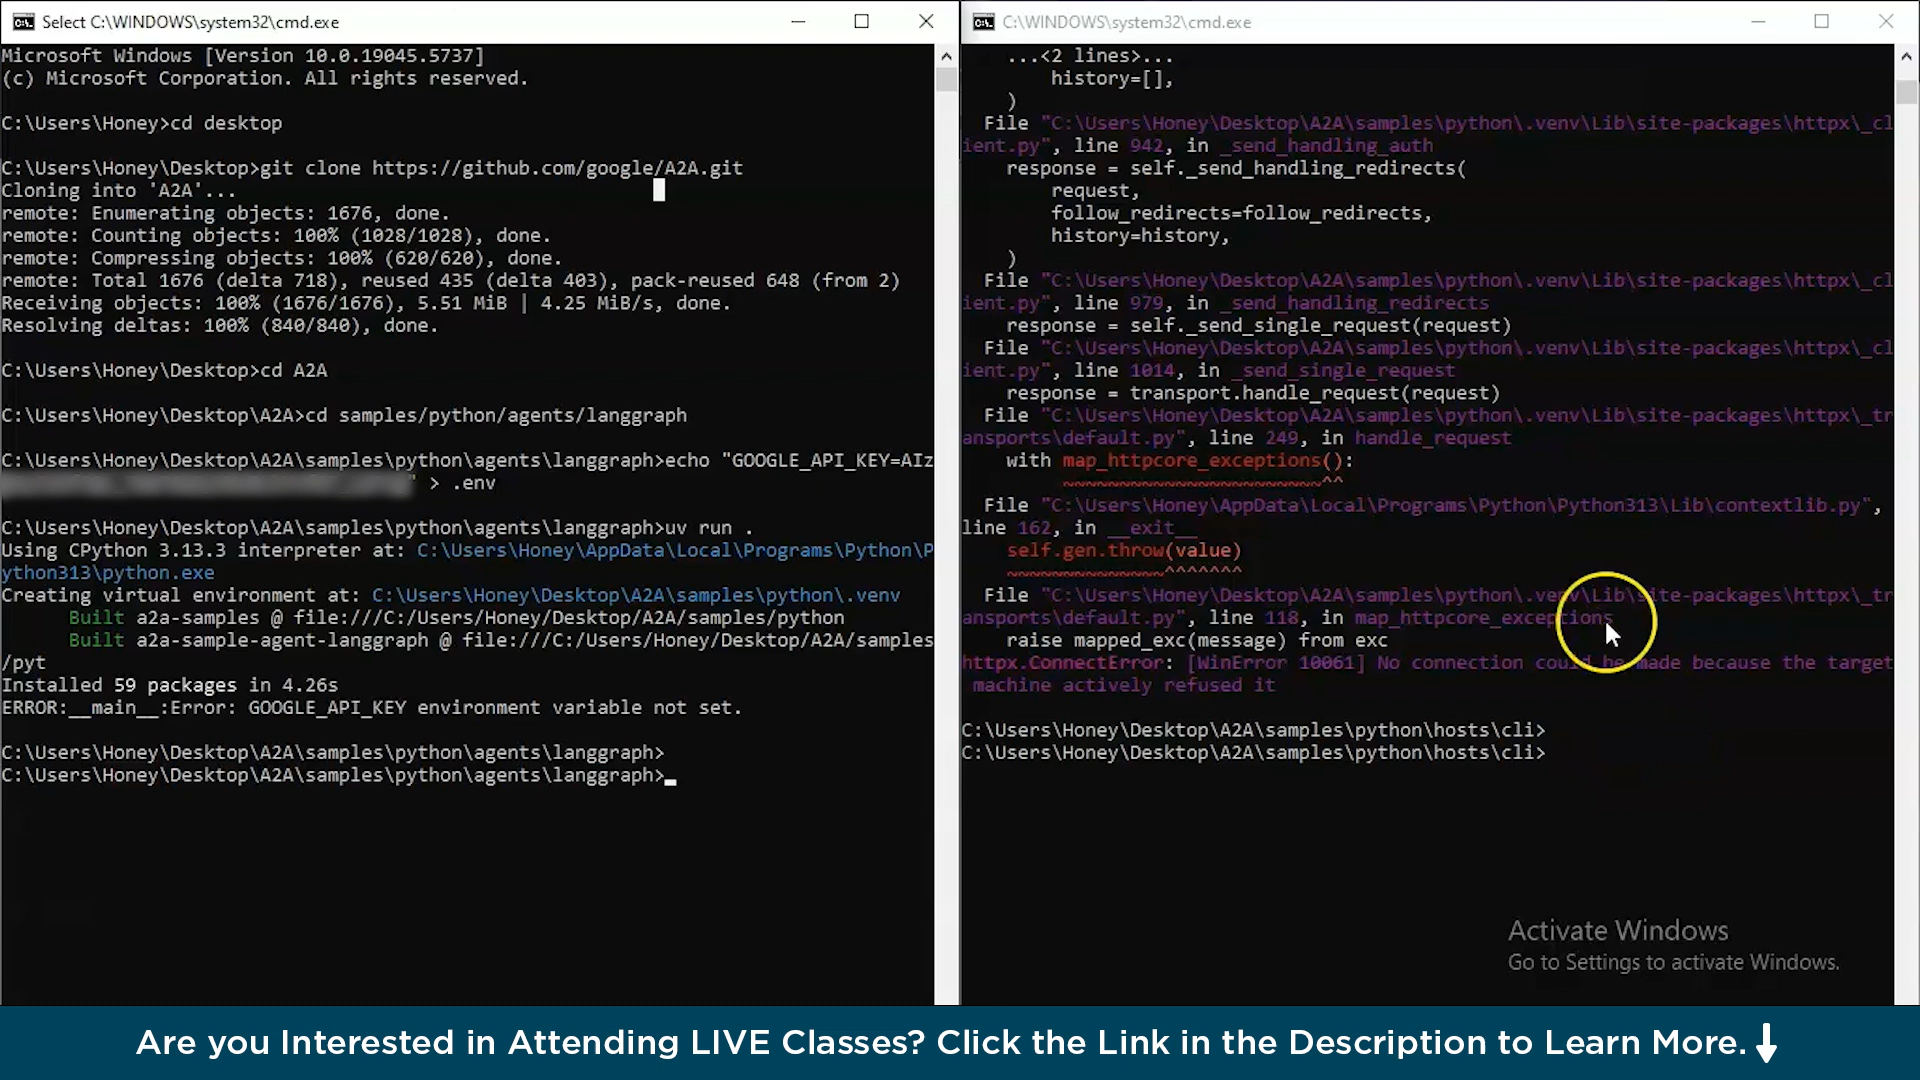 Select C:\WINDOWS\system32\cmd.exe
Microsoft Windows [Version 10.0.19045.5737]
(c) Microsoft Corporation. All rights reserved.
C:\Users\Honey>cd desktop
C:\Users\Honey\Desktop>git clone https://github.com/google/A2A.git
Cloning into 'A2A'...
remote: Enumerating objects: 1676, done.
remote: Counting objects: 100% (1028/1028), done.
remote: Compressing objects: 100% (620/620), done.
remote: Total 1676 (delta 718), reused 435 (delta 403), pack-reused 648 (from 2)
Receiving objects: 100% (1676/1676), 5.51 MiB | 4.25 MiB/s, done.
Resolving deltas: 100% (840/840), done.
C:\Users\Honey\Desktop>cd A2A
C:\Users\Honey\Desktop\A2A>cd samples/python/agents/langgraph
C:\Users\Honey\Desktop\A2A\samples\python\agents\langgraph>echo "GOOGLE_API_KEY=AIz
" > .env
C:\Users\Honey\Desktop\A2A\samples\python\agents\langgraph>uv run .
Using CPython 3.13.3 interpreter at: C:\Users\Honey\AppData\Local\Programs\Python\P
ython313\python.exe
Creating virtual environment at: C:\Users\Honey\Desktop\A2A\samples\python\.venv
Built a2a-samples @ file:///C:/Users/Honey/Desktop/A2A/samples/python
Built a2a-sample-agent-langgraph @ file:///C:/Users/Honey/Desktop/A2A/samples
/pyt
Installed 59 packages in 4.26s
ERROR:__main__:Error: GOOGLE_API_KEY environment variable not set.
C:\Users\Honey\Desktop\A2A\samples\python\agents\langgraph>
C:\Users\Honey\Desktop\A2A\samples\python\agents\langgraph>
C:\WINDOWS\system32\cmd.exe
...<2 lines>...
history=[],
)
File "C:\Users\Honey\Desktop\A2A\samples\python\.venv\Lib\site-packages\httpx\_cl
ient.py", line 942, in _send_handling_auth
response = self._send_handling_redirects(
request,
follow_redirects=follow_redirects,
history=history,
)
File "C:\Users\Honey\Desktop\A2A\samples\python\.venv\Lib\site-packages\httpx\_cl
ient.py", line 979, in _send_handling_redirects
response = self._send_single_request(request)
File "C:\Users\Honey\Desktop\A2A\samples\python\.venv\Lib\site-packages\httpx\_cl
ient.py", line 1014, in _send_single_request
response = transport.handle_request(request)
File "C:\Users\Honey\Desktop\A2A\samples\python\.venv\Lib\site-packages\httpx\_tr
ansports\default.py", line 249, in handle_request
with map_httpcore_exceptions():
~~~~~~~~~~~~~~~~~~~~~~~^^
File "C:\Users\Honey\AppData\Local\Programs\Python\Python313\Lib\contextlib.py",
line 162, in __exit__
self.gen.throw(value)
~~~~~~~~~~~~~~^^^^^^^
File "C:\Users\Honey\Desktop\A2A\samples\python\.venv\Lib\site-packages\httpx\_tr
ansports\default.py", line 118, in map_httpcore_exceptions
raise mapped_exc(message) from exc
httpx.ConnectError: [WinError 10061] No connection could be made because the target
machine actively refused it
C:\Users\Honey\Desktop\A2A\samples\python\hosts\cli>
C:\Users\Honey\Desktop\A2A\samples\python\hosts\cli>
Activate Windows
Go to Settings to activate Windows.
Are you Interested in Attending LIVE Classes? Click the Link in the Description to Learn More.